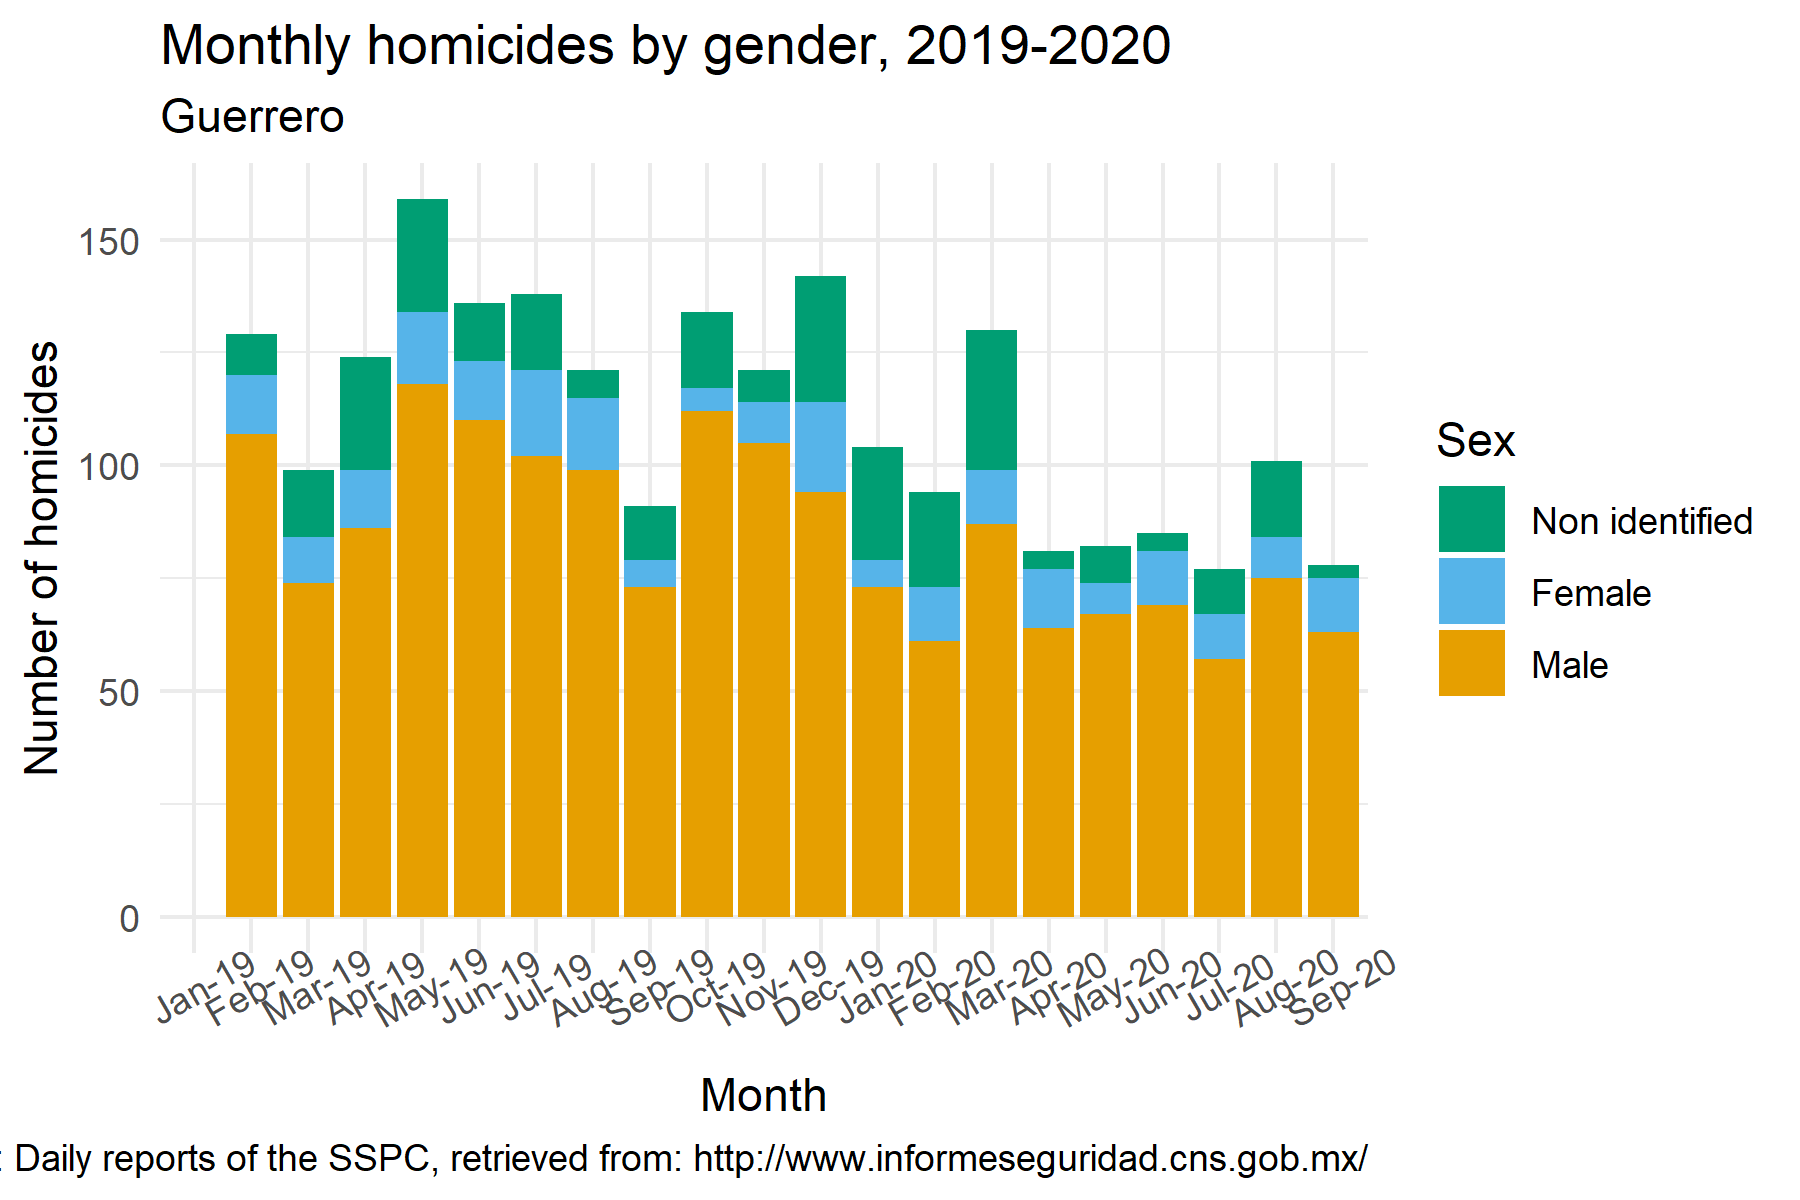 Monthly homicides by gender, 2019-2020
Guerrero
Number of homicides
150
100
50
0
Jan-19
Feb-19
Mar-19
Apr-19
May-19
Jun-19
Jul-19
Aug-19
Sep-19
Oct-19
Nov-19
Dec-19
Jan-20
Feb-20
Mar-20
Apr-20
May-20
Jun-20
Jul-20
Aug-20
Sep-20
Month
Sex
Non identified
Female
Male
: Daily reports of the SSPC, retrieved from: http://www.informeseguridad.cns.gob.mx/